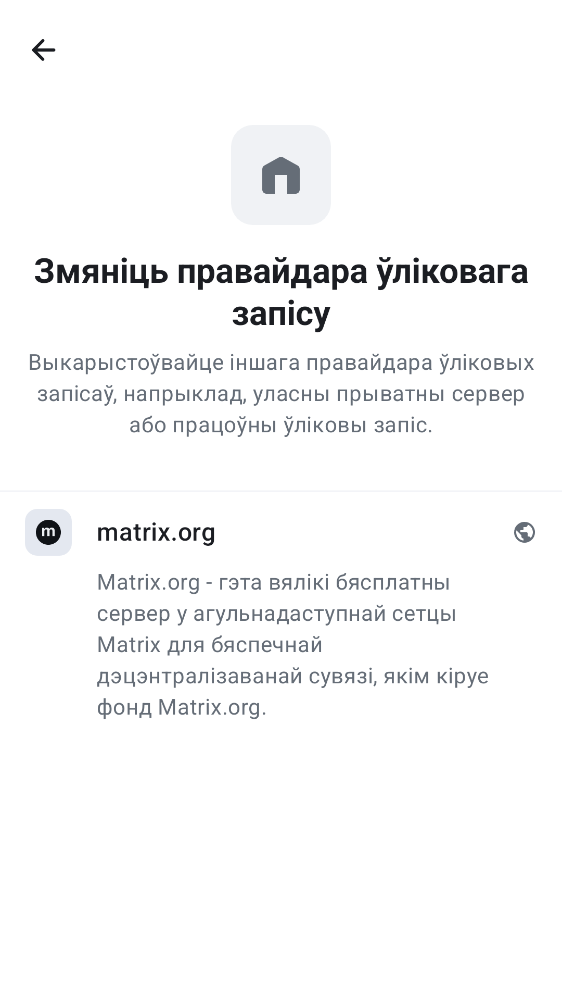 Змяніць правайдара ўліковага
запісу
Выкарыстоўвайце іншага правайдара ўліковых
запісаў, напрыклад, уласны прыватны сервер
або працоўны ўліковы запіс.
m matrix.org
Matrix.org - гэта вялікі бясплатны
сервер у агульнадаступнай сетцы
Matrix для бяспечнай
дэцэнтралізаванай сувязі, якім кіруе
фонд Matrix.org.